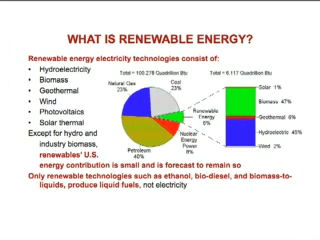 WHAT IS RENEWABLE ENERGY?
Renewable energy electricity technologies consist of:
• Hydroelectricity
• Biomass
• Geothermal
• Wind
• Photovoltaics
• Solar thermal
Except for hydro and
industry biomass,
renewables' U.S.
energy contribution is small and is forecast to remain so
Only renewable technologies such as ethanol, bio-diesel, and biomass-to-
liquids, produce liquid fuels, not electricity
Total = 100.278 Quadrillion Btu
Total = 6.117 Quadrillion Btu
Natural Gas
23%
Coal
23%
Renewable
Energy
6%
Nuclear
Energy
Power
8%
Petroleum
40%
Solar 1%
Biomass 47%
Geothermal 6%
Hydroelectric 45%
Wind 2%